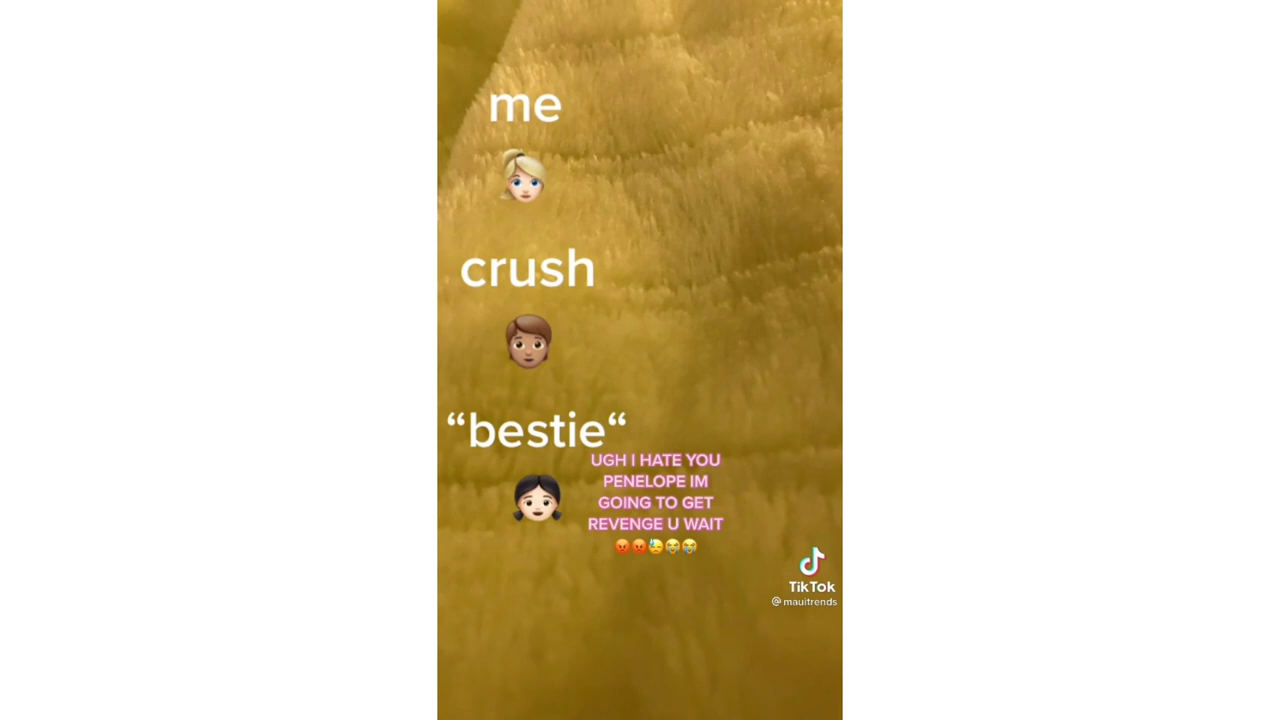 me
crush
“bestie“
UGH I HATE YOU
PENELOPE IM
GOING TO GET
REVENGE U WAIT
😡😡😓😭😭
TikTok
@mauitrends